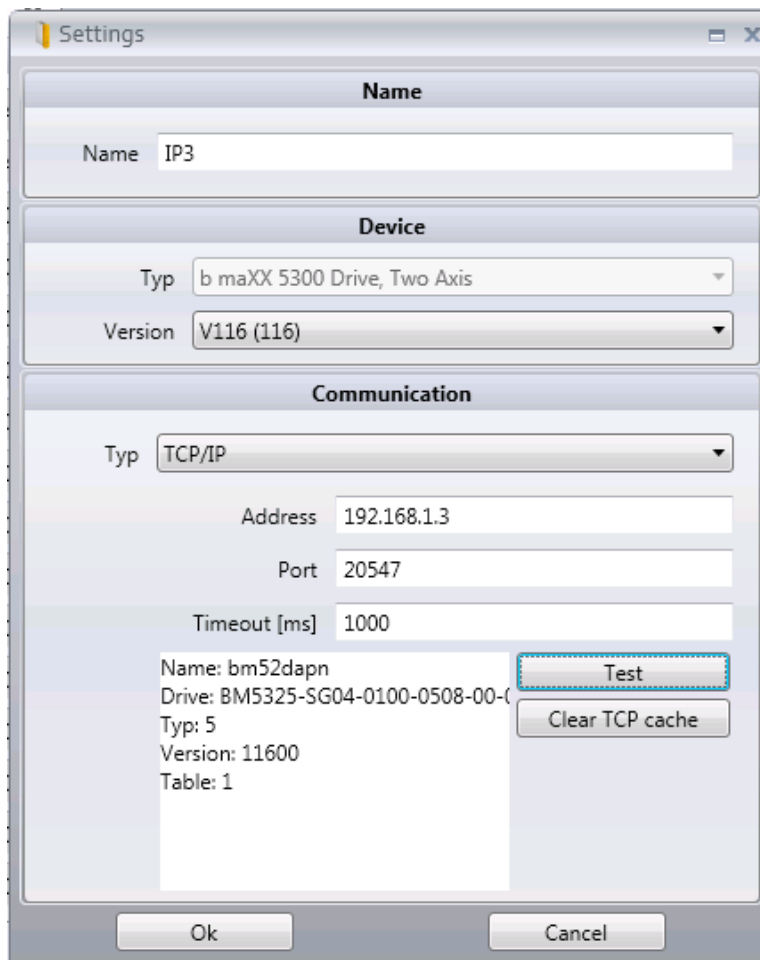 Settings
Name
Name IP3
Device
Typ b maXX 5300 Drive, Two Axis
Version V116 (116)
Communication
Typ TCP/IP
Address 192.168.1.3
Port 20547
Timeout [ms] 1000
Name: bm52dapn
Drive: BM5325-SG04-0100-0508-00-
Typ: 5
Version: 11600
Table: 1
Test
Clear TCP cache
Ok Cancel